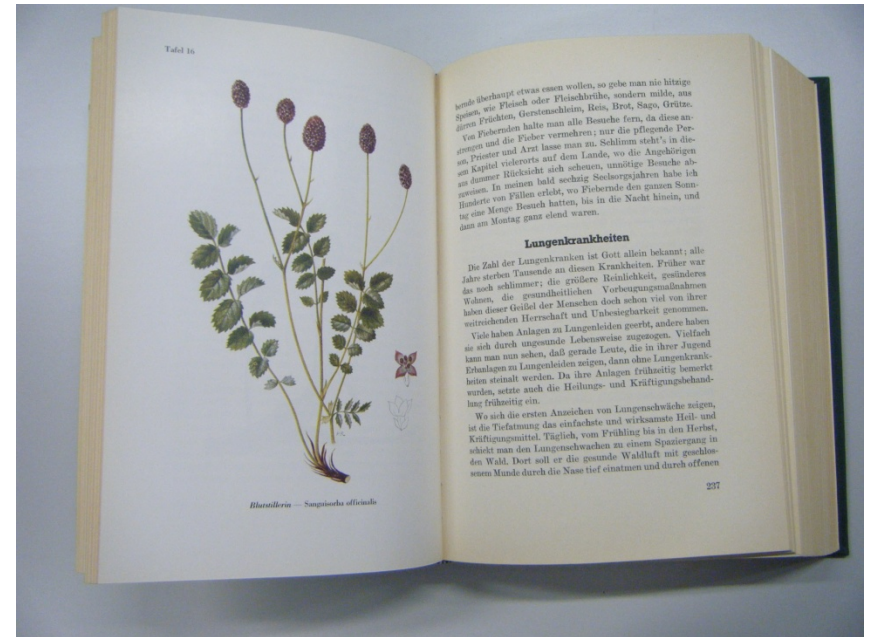 Tafel 16
Blutstillerin — Sanguisorba officinalis
bernde überhaupt etwas essen wollen, so gebe man nie hitzige
Speisen, wie Fleisch oder Fleischbrühe, sondern milde, aus
dürren Früchten, Gerstenschleim, Reis, Brot, Sago, Grütze.
Von Fiebernden halte man alle Besuche fern, da diese an-
strengen und die Fieber vermehren; nur die pflegende Per-
son, Priester und Arzt lasse man zu. Schlimm steht's in die-
sem Kapitel vielerorts auf dem Lande, wo die Angehörigen
aus dummer Rücksicht sich scheuen, unnötige Besuche ab-
zuweisen. In meinen bald sechzig Seelsorgsjahren habe ich
Hunderte von Fällen erlebt, wo Fiebernde den ganzen Sonn-
tag eine Menge Besuch hatten, bis in die Nacht hinein, und
dann am Montag ganz elend waren.
Lungenkrankheiten
Die Zahl der Lungenkranken ist Gott allein bekannt; alle
Jahre sterben Tausende an diesen Krankheiten. Früher war
das noch schlimmer; die größere Reinlichkeit, gesünderes
Wohnen, die gesundheitlichen Vorbeugungsmaßnahmen
haben dieser Geißel der Menschen doch schon viel von ihrer
weitreichenden Herrschaft und Unbesiegbarkeit genommen.
Viele haben Anlagen zu Lungenleiden geerbt, andere haben
sie sich durch ungesunde Lebensweise zugezogen. Vielfach
kann man nun sehen, daß gerade Leute, die in ihrer Jugend
Erbanlagen zu Lungenleiden zeigen, dann ohne Lungenkrank-
heiten steinalt werden. Da ihre Anlagen frühzeitig bemerkt
wurden, setzte auch die Heilungs- und Kräftigungsbehand-
lung frühzeitig ein.
Wo sich die ersten Anzeichen von Lungenschwäche zeigen,
ist die Tiefatmung das einfachste und wirksamste Heil- und
Kräftigungsmittel. Täglich, vom Frühling bis in den Herbst,
schickt man den Lungenschwachen zu einem Spaziergang in
den Wald. Dort soll er die gesunde Waldluft mit geschlos-
senem Munde durch die Nase tief einatmen und durch offenen
237